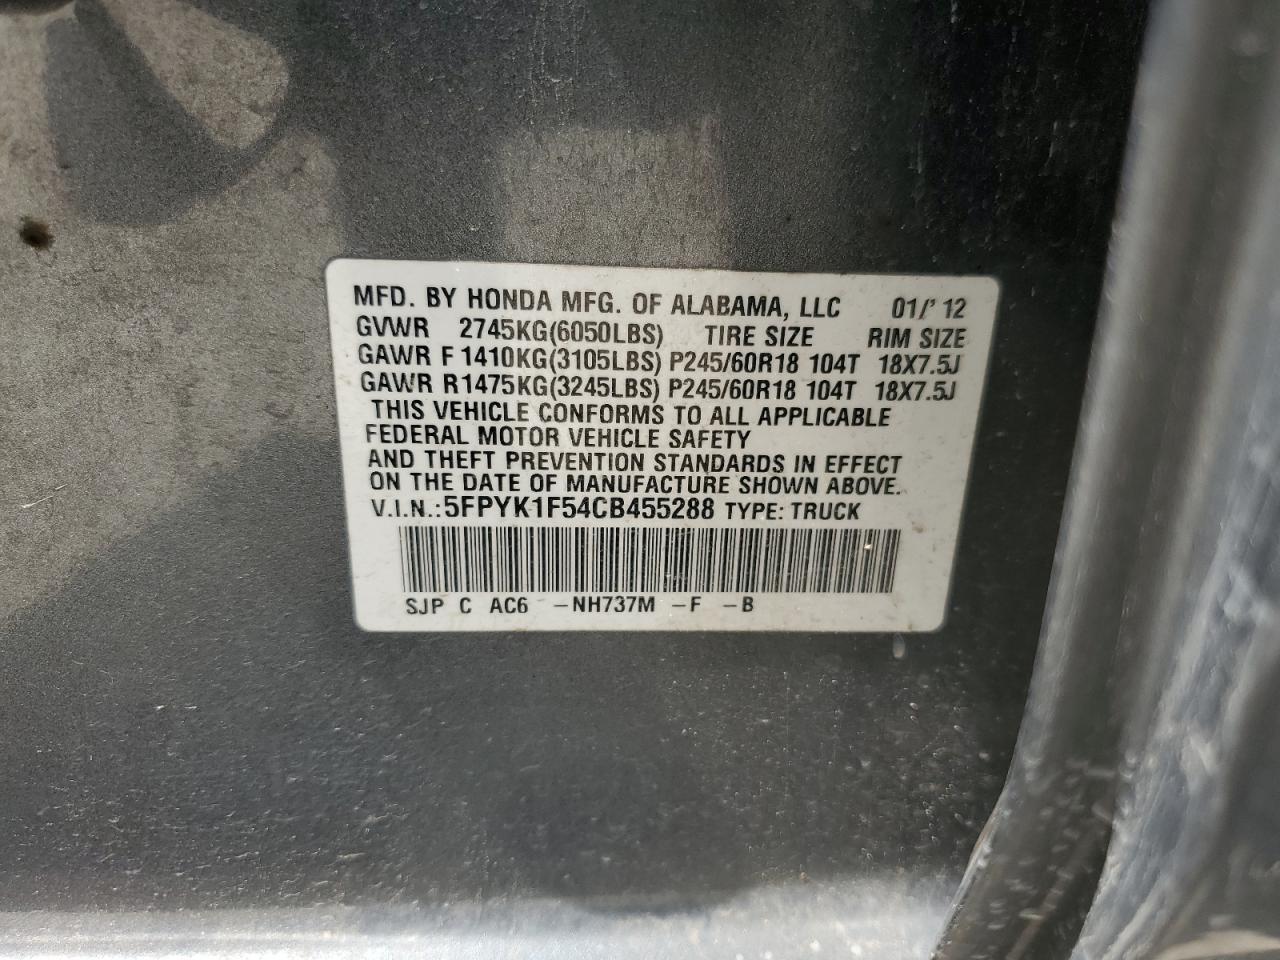 MFD. BY HONDA MFG. OF ALABAMA, LLC 01/' 12
GVWR 2745KG(6050LBS) TIRE SIZE RIM SIZE
GAWR F 1410KG(3105LBS) P245/60R18 104T 18X7.5J
GAWR R1475KG(3245LBS) P245/60R18 104T 18X7.5J
THIS VEHICLE CONFORMS TO ALL APPLICABLE
FEDERAL MOTOR VEHICLE SAFETY
AND THEFT PREVENTION STANDARDS IN EFFECT
ON THE DATE OF MANUFACTURE SHOWN ABOVE.
V.I.N.:5FPYK1F54CB455288 TYPE: TRUCK
SJP C AC6 -NH737M -F -B